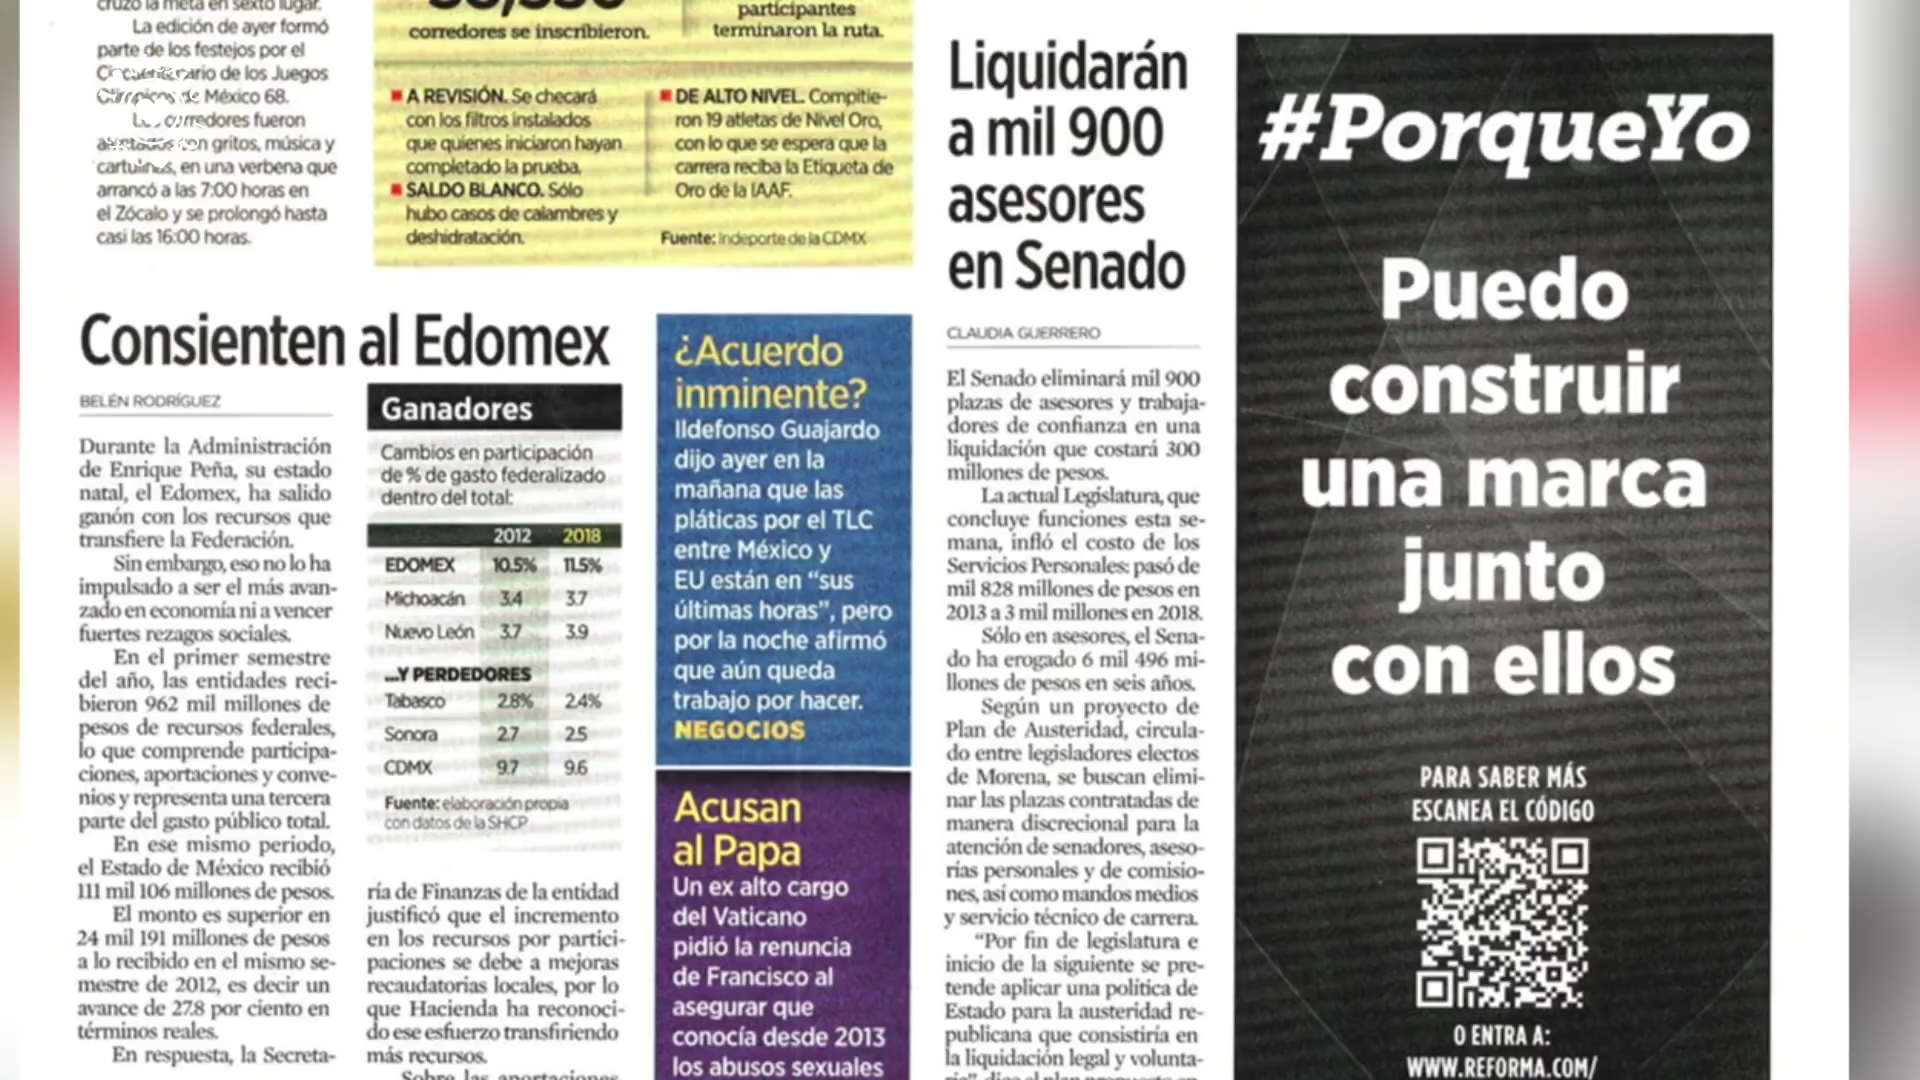 cruzó la meta en sexto lugar.
La edición de ayer formó
parte de los festejos por el
Cincuentenario de los Juegos
Olímpicos de México 68.
Los corredores fueron
en gritos, música y
cartulinas, en una verbena que
arrancó a las 7:00 horas en
el Zócalo y se prolongó hasta
casi las 16:00 horas.
corredores se inscribieron.
participantes
terminaron la ruta.
A REVISIÓN. Se checará
con los filtros instalados
que quienes iniciaron hayan
completado la prueba.
SALDO BLANCO. Sólo
hubo casos de calambres y
deshidratación.
DE ALTO NIVEL. Compitie-
ron 19 atletas de Nivel Oro,
con lo que se espera que la
carrera reciba la Etiqueta de
Oro de la IAAF.
Fuente: Indeporte de la CDMX
Consienten al Edomex
BELÉN RODRÍGUEZ
Durante la Administración
de Enrique Peña, su estado
natal, el Edomex, ha salido
ganón con los recursos que
transfiere la Federación.
Sin embargo, eso no lo ha
impulsado a ser el más avan-
zado en economía ni a vencer
fuertes rezagos sociales.
En el primer semestre
del año, las entidades reci-
bieron 962 mil millones de
pesos de recursos federales,
lo que comprende participa-
ciones, aportaciones y conve-
nios y representa una tercera
parte del gasto público total.
En ese mismo periodo,
el Estado de México recibió
111 mil 106 millones de pesos.
El monto es superior en
24 mil 191 millones de pesos
a lo recibido en el mismo se-
mestre de 2012, es decir un
avance de 27.8 por ciento en
términos reales.
En respuesta, la Secreta-
Ganadores
Cambios en participación
de % de gasto federalizado
dentro del total:
2012 2018
EDOMEX 10.5% 11.5%
Michoacán 3.4 3.7
Nuevo León 3.7 3.9
...Y PERDEDORES
Tabasco 2.8% 2.4%
Sonora 2.7 2.5
CDMX 9.7 9.6
Fuente: elaboración propia
con datos de la SHCP
ría de Finanzas de la entidad
justificó que el incremento
en los recursos por partici-
paciones se debe a mejoras
recaudatorias locales, por lo
que Hacienda ha reconoci-
do ese esfuerzo transfiriendo
más recursos.
Sobre las aportaciones
¿Acuerdo
inminente?
Ildefonso Guajardo
dijo ayer en la
mañana que las
pláticas por el TLC
entre México y
EU están en “sus
últimas horas”, pero
por la noche afirmó
que aún queda
trabajo por hacer.
NEGOCIOS
Acusan
al Papa
Un ex alto cargo
del Vaticano
pidió la renuncia
de Francisco al
asegurar que
conocía desde 2013
los abusos sexuales
Liquidarán
a mil 900
asesores
en Senado
CLAUDIA GUERRERO
El Senado eliminará mil 900
plazas de asesores y trabaja-
dores de confianza en una
liquidación que costará 300
millones de pesos.
La actual Legislatura, que
concluye funciones esta se-
mana, infló el costo de los
Servicios Personales: pasó de
mil 828 millones de pesos en
2013 a 3 mil millones en 2018.
Sólo en asesores, el Sena-
do ha erogado 6 mil 496 mi-
llones de pesos en seis años.
Según un proyecto de
Plan de Austeridad, circula-
do entre legisladores electos
de Morena, se buscan elimi-
nar las plazas contratadas de
manera discrecional para la
atención de senadores, aseso-
rías personales y de comisio-
nes, así como mandos medios
y servicio técnico de carrera.
“Por fin de legislatura e
inicio de la siguiente se pre-
tende aplicar una política de
Estado para la austeridad re-
publicana que consistiría en
la liquidación legal y volunta-
#PorqueYo
Puedo
construir
una marca
junto
con ellos
PARA SABER MÁS
ESCANEA EL CÓDIGO
O ENTRA A:
WWW.REFORMA.COM/